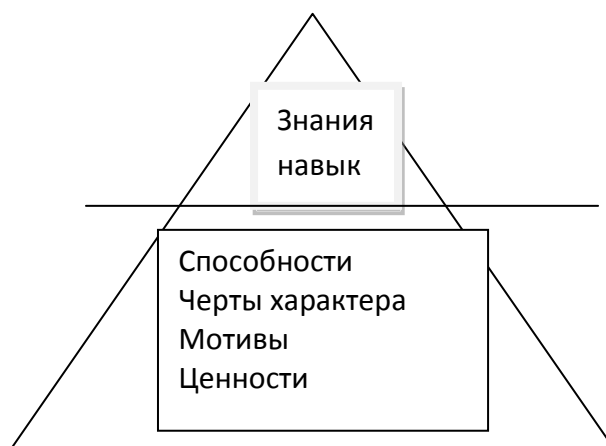 Знания
навык
Способности
Черты характера
Мотивы
Ценности